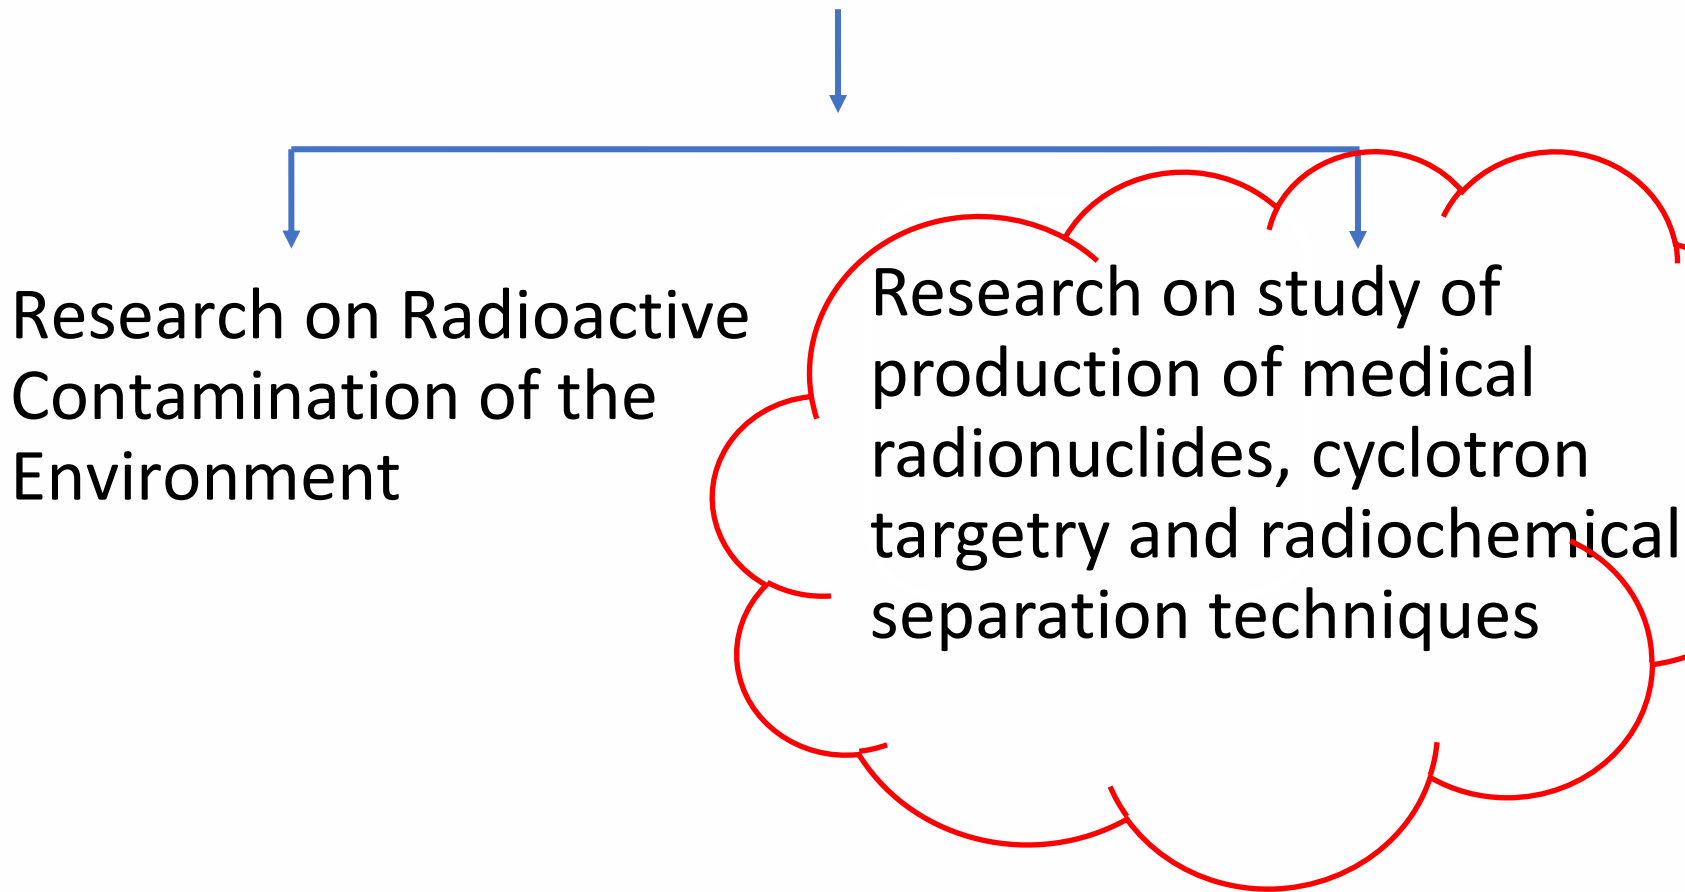 Research on Radioactive
Contamination of the
Environment
Research on study of
production of medical
radionuclides, cyclotron
targetry and radiochemical
separation techniques